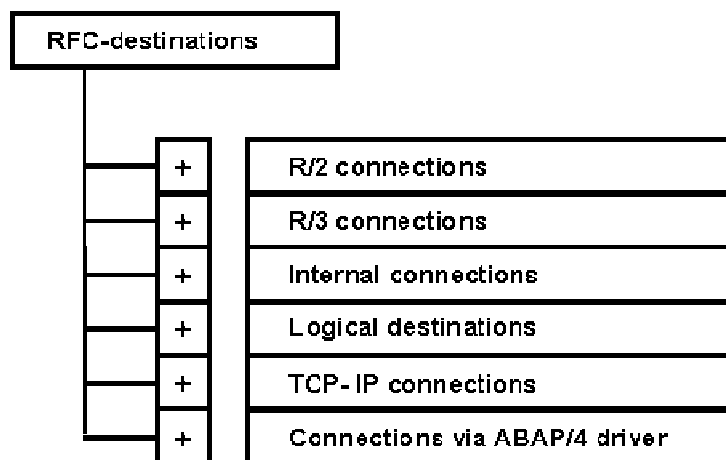 RFC-destinations
+ R/2 connections
+ R/3 connections
+ Internal connections
+ Logical destinations
+ TCP-IP connections
+ Connections via ABAP/4 driver